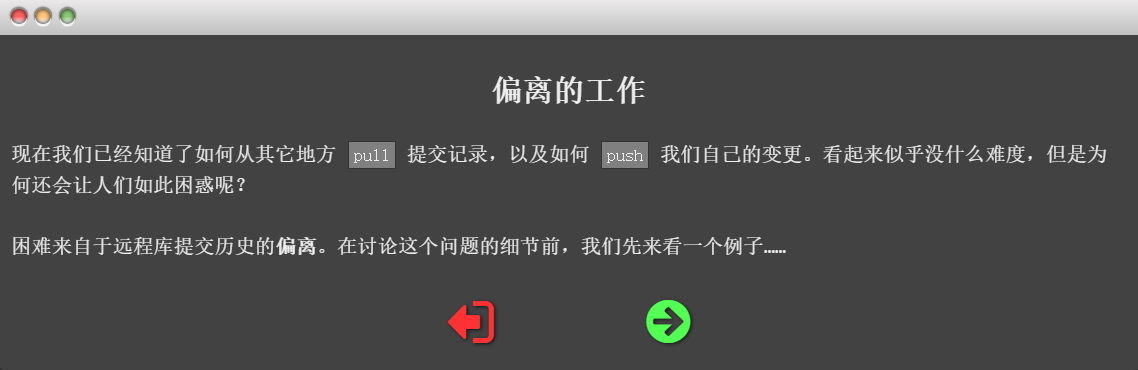 偏离的工作
现在我们已经知道了如何从其它地方 pull 提交记录，以及如何 push 我们自己的变更。看起来似乎没什么难度，但是为
何还会让人们如此困惑呢？
困难来自于远程库提交历史的偏离。在讨论这个问题的细节前，我们先来看一个例子……